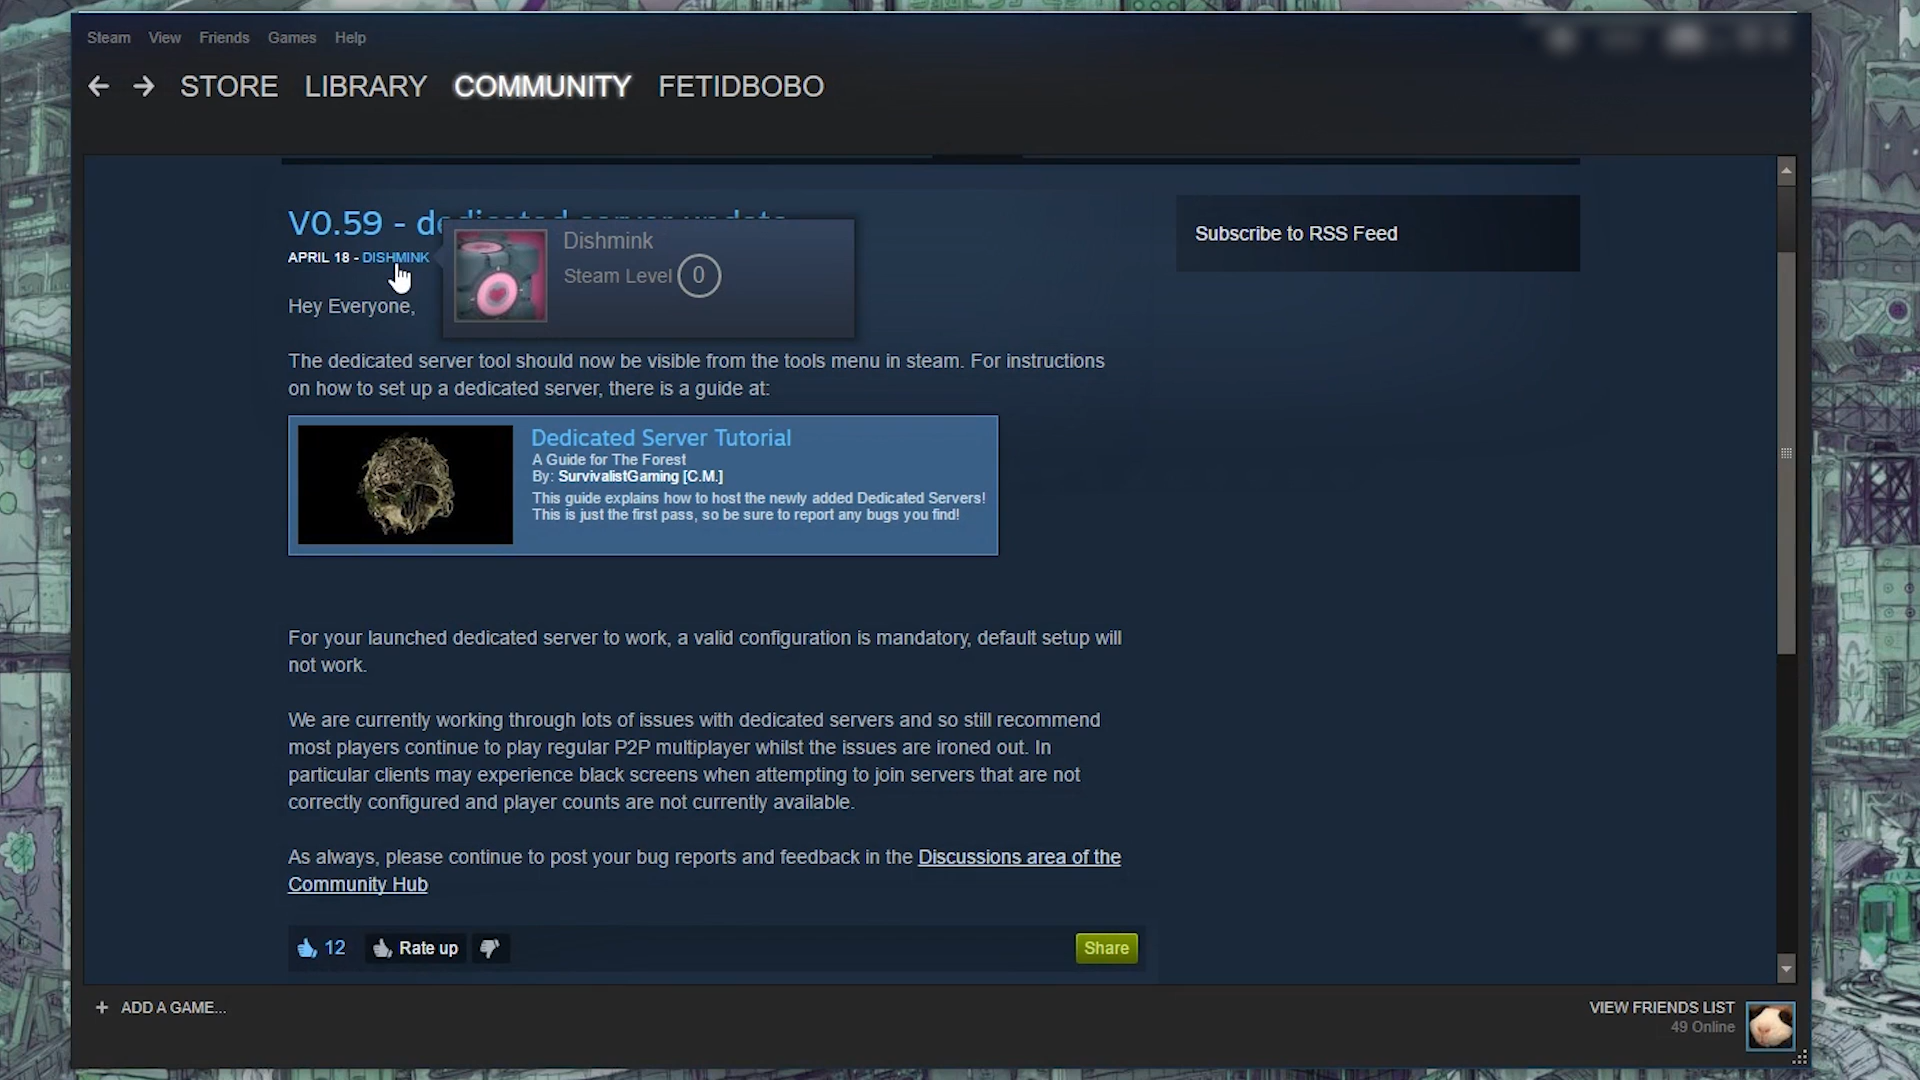 Steam View Friends Games Help
STORE LIBRARY COMMUNITY FETIDBOBO
V0.59 - dedicated server update
APRIL 18 - DISHMINK
Dishmink
Steam Level 0
Subscribe to RSS Feed
Hey Everyone,
The dedicated server tool should now be visible from the tools menu in steam. For instructions
on how to set up a dedicated server, there is a guide at:
Dedicated Server Tutorial
A Guide for The Forest
By: SurvivalistGaming [C.M.]
This guide explains how to host the newly added Dedicated Servers!
This is just the first pass, so be sure to report any bugs you find!
For your launched dedicated server to work, a valid configuration is mandatory, default setup will
not work.
We are currently working through lots of issues with dedicated servers and so still recommend
most players continue to play regular P2P multiplayer whilst the issues are ironed out. In
particular clients may experience black screens when attempting to join servers that are not
correctly configured and player counts are not currently available.
As always, please continue to post your bug reports and feedback in the Discussions area of the
Community Hub
12 Rate up Share
+ ADD A GAME...
VIEW FRIENDS LIST
49 Online